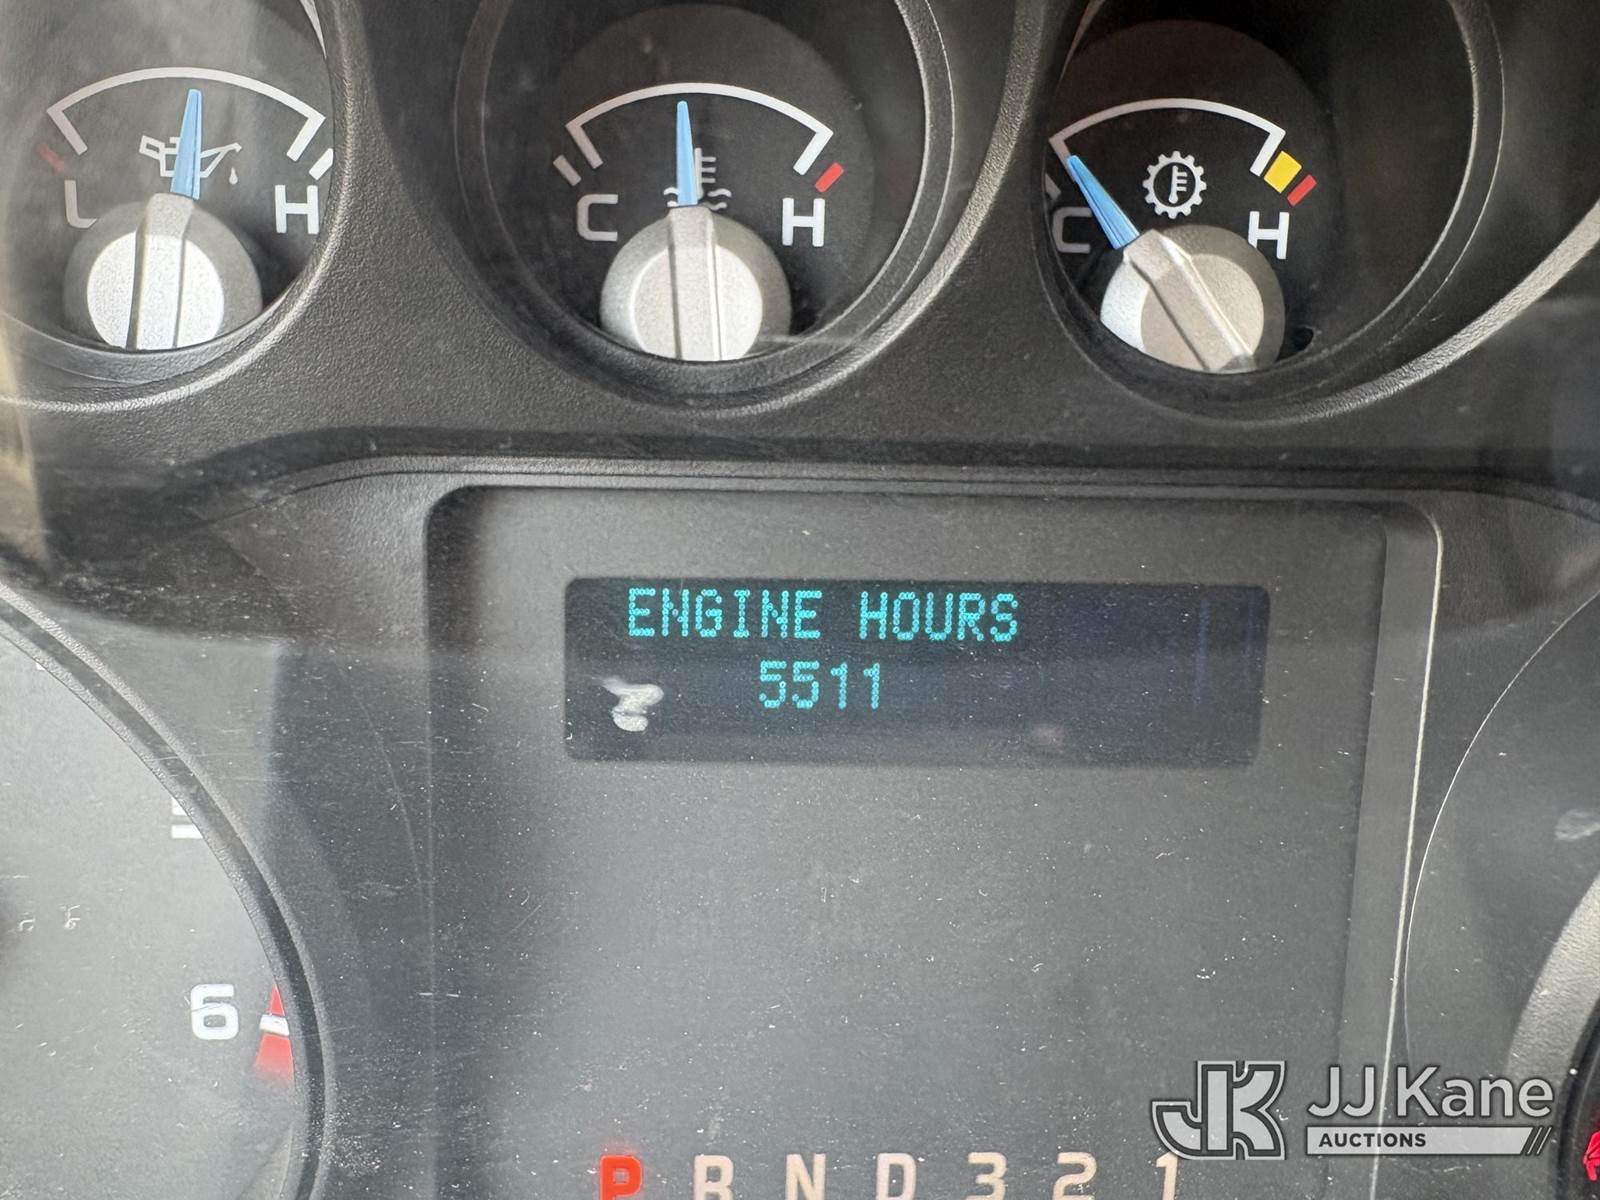 L H
C H
C H
ENGINE HOURS
5511
6
P R N D 3 2 1
JK JJ Kane
AUCTIONS